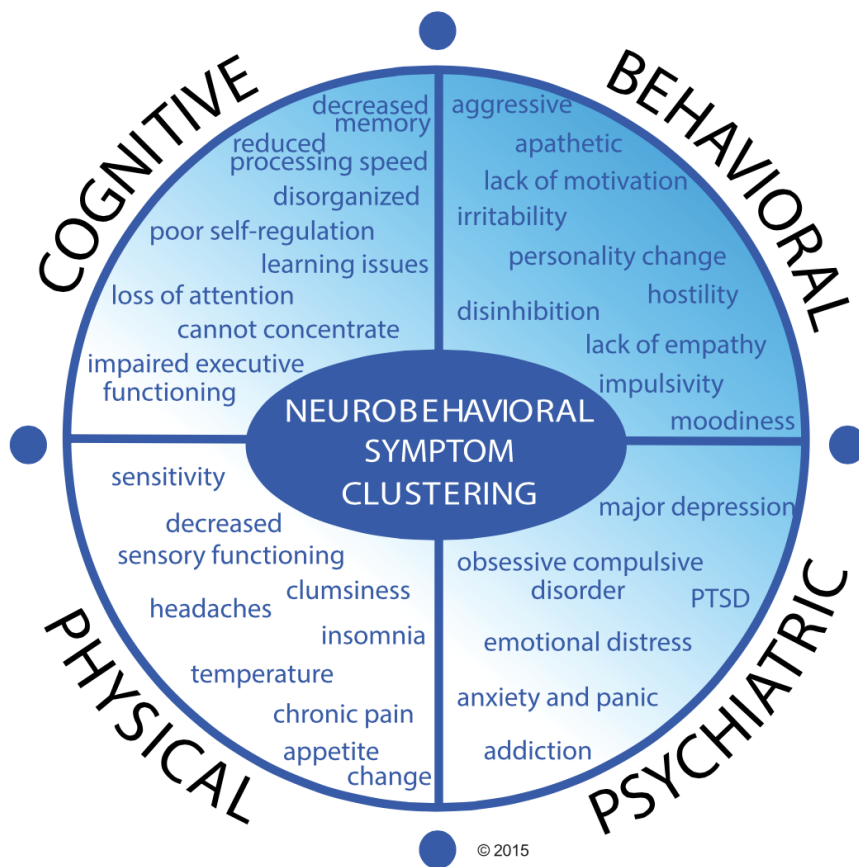 COGNITIVE
decreased
memory
reduced
processing speed
disorganized
poor self-regulation
learning issues
loss of attention
cannot concentrate
impaired executive
functioning
BEHAVIORAL
aggressive
apathetic
lack of motivation
irritability
personality change
hostility
disinhibition
lack of empathy
impulsivity
moodiness
NEUROBEHAVIORAL
SYMPTOM
CLUSTERING
PHYSICAL
sensitivity
decreased
sensory functioning
clumsiness
headaches
insomnia
temperature
chronic pain
appetite
change
PSYCHIATRIC
major depression
obsessive compulsive
disorder
PTSD
emotional distress
anxiety and panic
addiction
© 2015